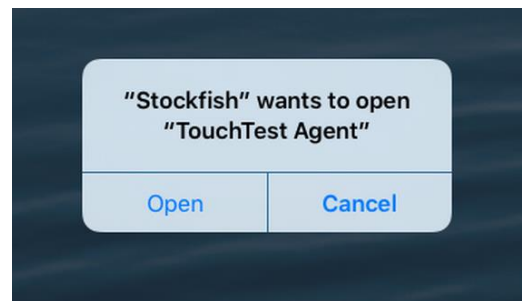 “Stockfish” wants to open
“TouchTest Agent”
Open
Cancel